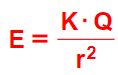 E = K · Q / r²